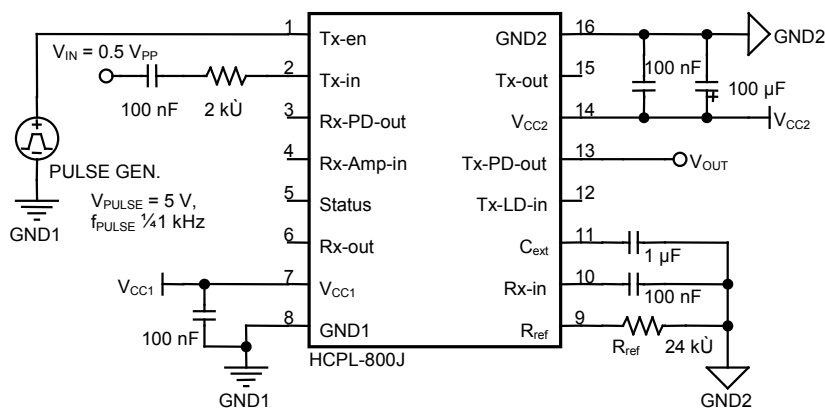 1
Tx-en
GND2
16
GND2
V_IN = 0.5 V_PP
2
Tx-in
Tx-out
15
100 nF
100 µF
+
100 nF
2 kÙ
3
Rx-PD-out
V_CC2
14
V_CC2
+
4
Rx-Amp-in
Tx-PD-out
13
V_OUT
PULSE GEN.
V_PULSE = 5 V,
f_PULSE ¼1 kHz
5
Status
Tx-LD-in
12
GND1
6
Rx-out
C_ext
11
1 µF
V_CC1
7
V_CC1
Rx-in
10
100 nF
100 nF
8
GND1
R_ref
9
R_ref
24 kÙ
HCPL-800J
GND1
GND2